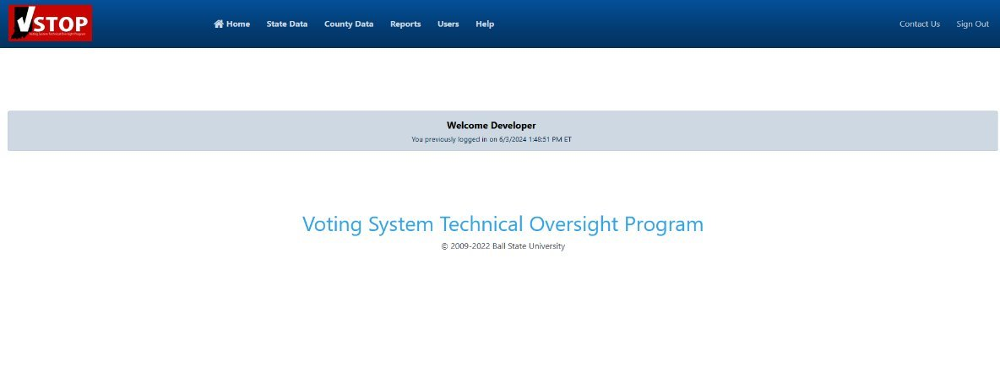 VSTOP
Voting System Technical Oversight Program
Home State Data County Data Reports Users Help Contact Us Sign Out
Welcome Developer
You previously logged in on 6/3/2024 1:48:51 PM ET
Voting System Technical Oversight Program
© 2009-2022 Ball State University